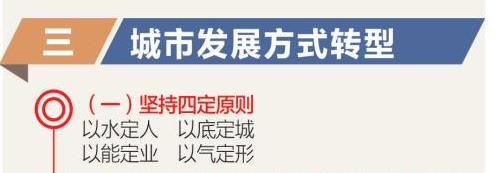 三 城市发展方式转型
（一）坚持四定原则
以水定人 以底定城
以能定业 以气定形